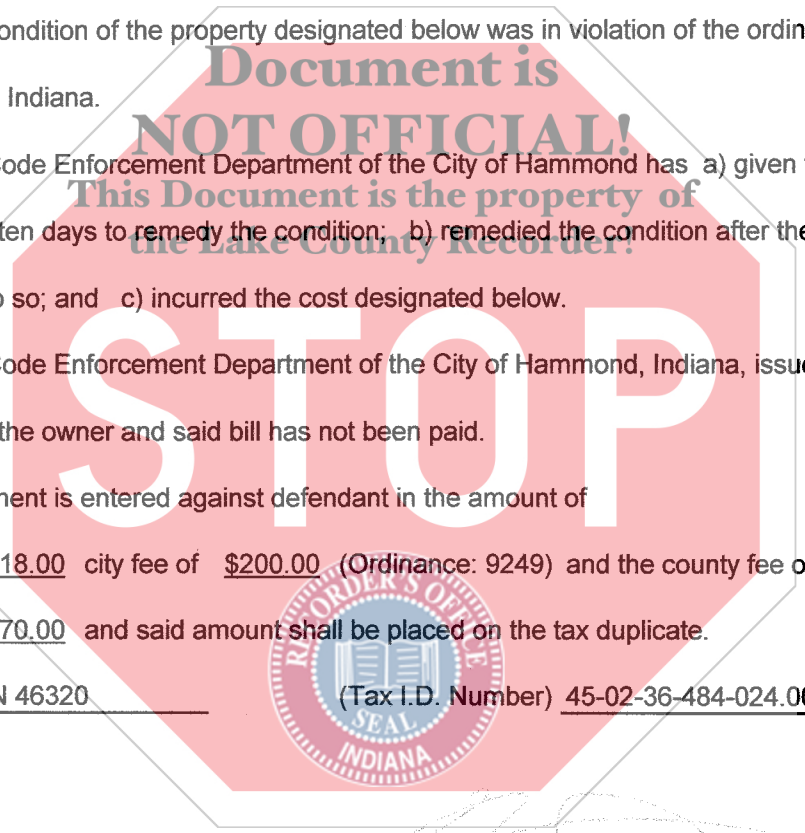 ondition of the property designated below was in violation of the ordin
Document is
Indiana.
NOT OFFICIAL!
ode Enforcement Department of the City of Hammond has a) given
This Document is the property of
ten days to remedy the condition; b) remedied the condition after the
the Lake County Recorder!
o so; and c) incurred the cost designated below.
STOP
ode Enforcement Department of the City of Hammond, Indiana, issue
the owner and said bill has not been paid.
ment is entered against defendant in the amount of
18.00 city fee of $200.00 (Ordinance: 9249) and the county fee o
70.00 and said amount shall be placed on the tax duplicate.
N 46320 (Tax I.D. Number) 45-02-36-484-024.00
RECORDER'S OFFICE
SEAL
INDIANA